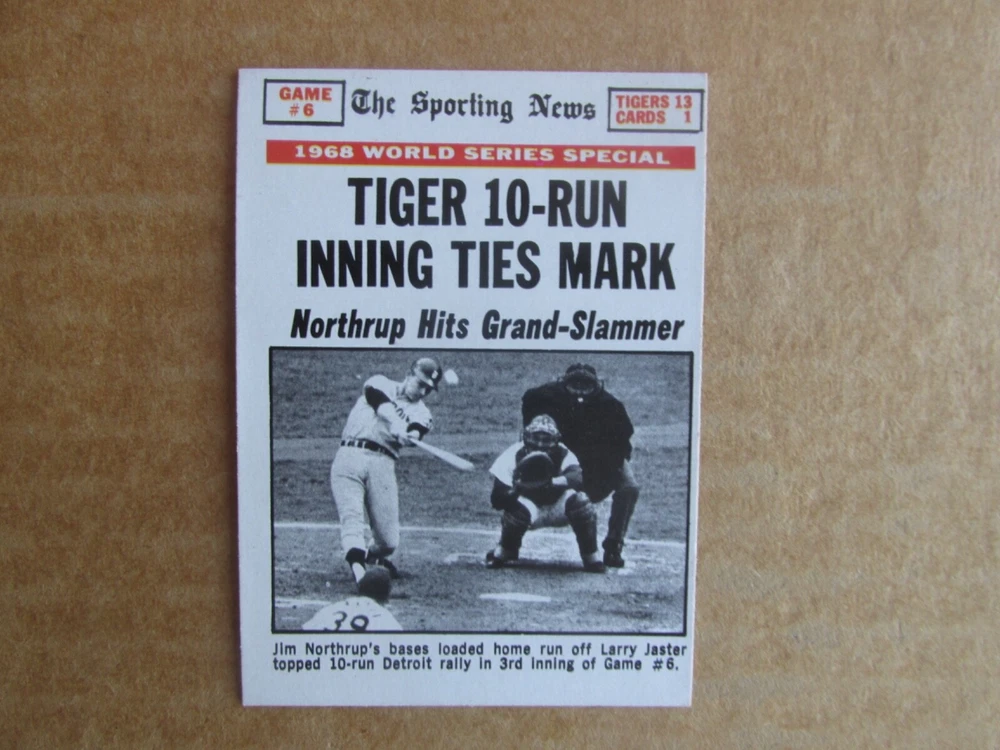 GAME
#6
The Sporting News
TIGERS 13
CARDS 1
1968 WORLD SERIES SPECIAL
TIGER 10-RUN
INNING TIES MARK
Northrup Hits Grand-Slammer
39
Jim Northrup's bases loaded home run off Larry Jaster
topped 10-run Detroit rally in 3rd inning of Game #6.